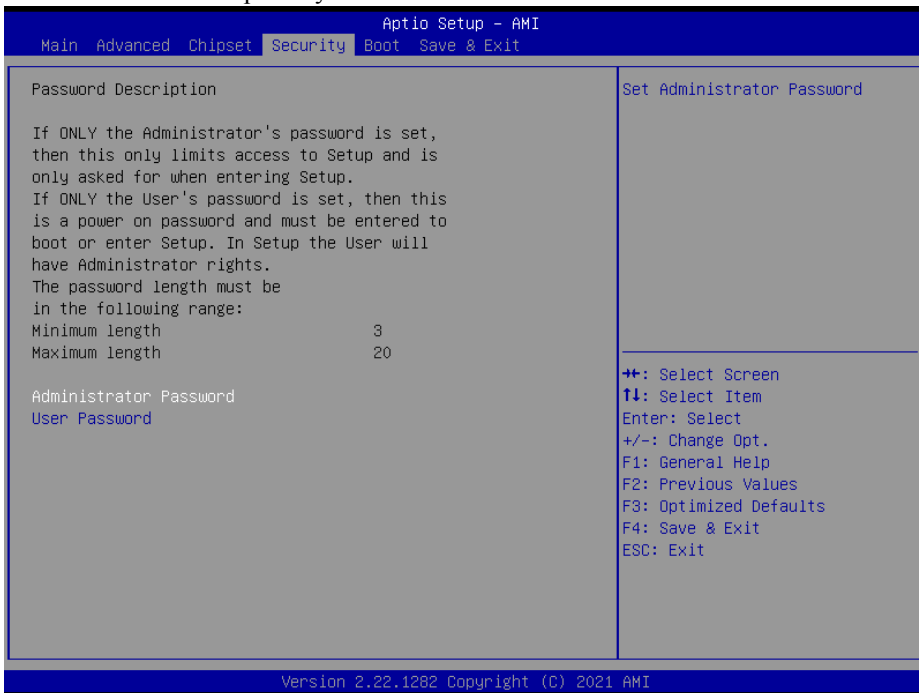 Aptio Setup – AMI
Main Advanced Chipset Security Boot Save & Exit
Password Description
If ONLY the Administrator's password is set,
then this only limits access to Setup and is
only asked for when entering Setup.
If ONLY the User's password is set, then this
is a power on password and must be entered to
boot or enter Setup. In Setup the User will
have Administrator rights.
The password length must be
in the following range:
Minimum length 3
Maximum length 20
Administrator Password
User Password
Set Administrator Password
→←: Select Screen
↑↓: Select Item
Enter: Select
+/-: Change Opt.
F1: General Help
F2: Previous Values
F3: Optimized Defaults
F4: Save & Exit
ESC: Exit
Version 2.22.1282 Copyright (C) 2021 AMI